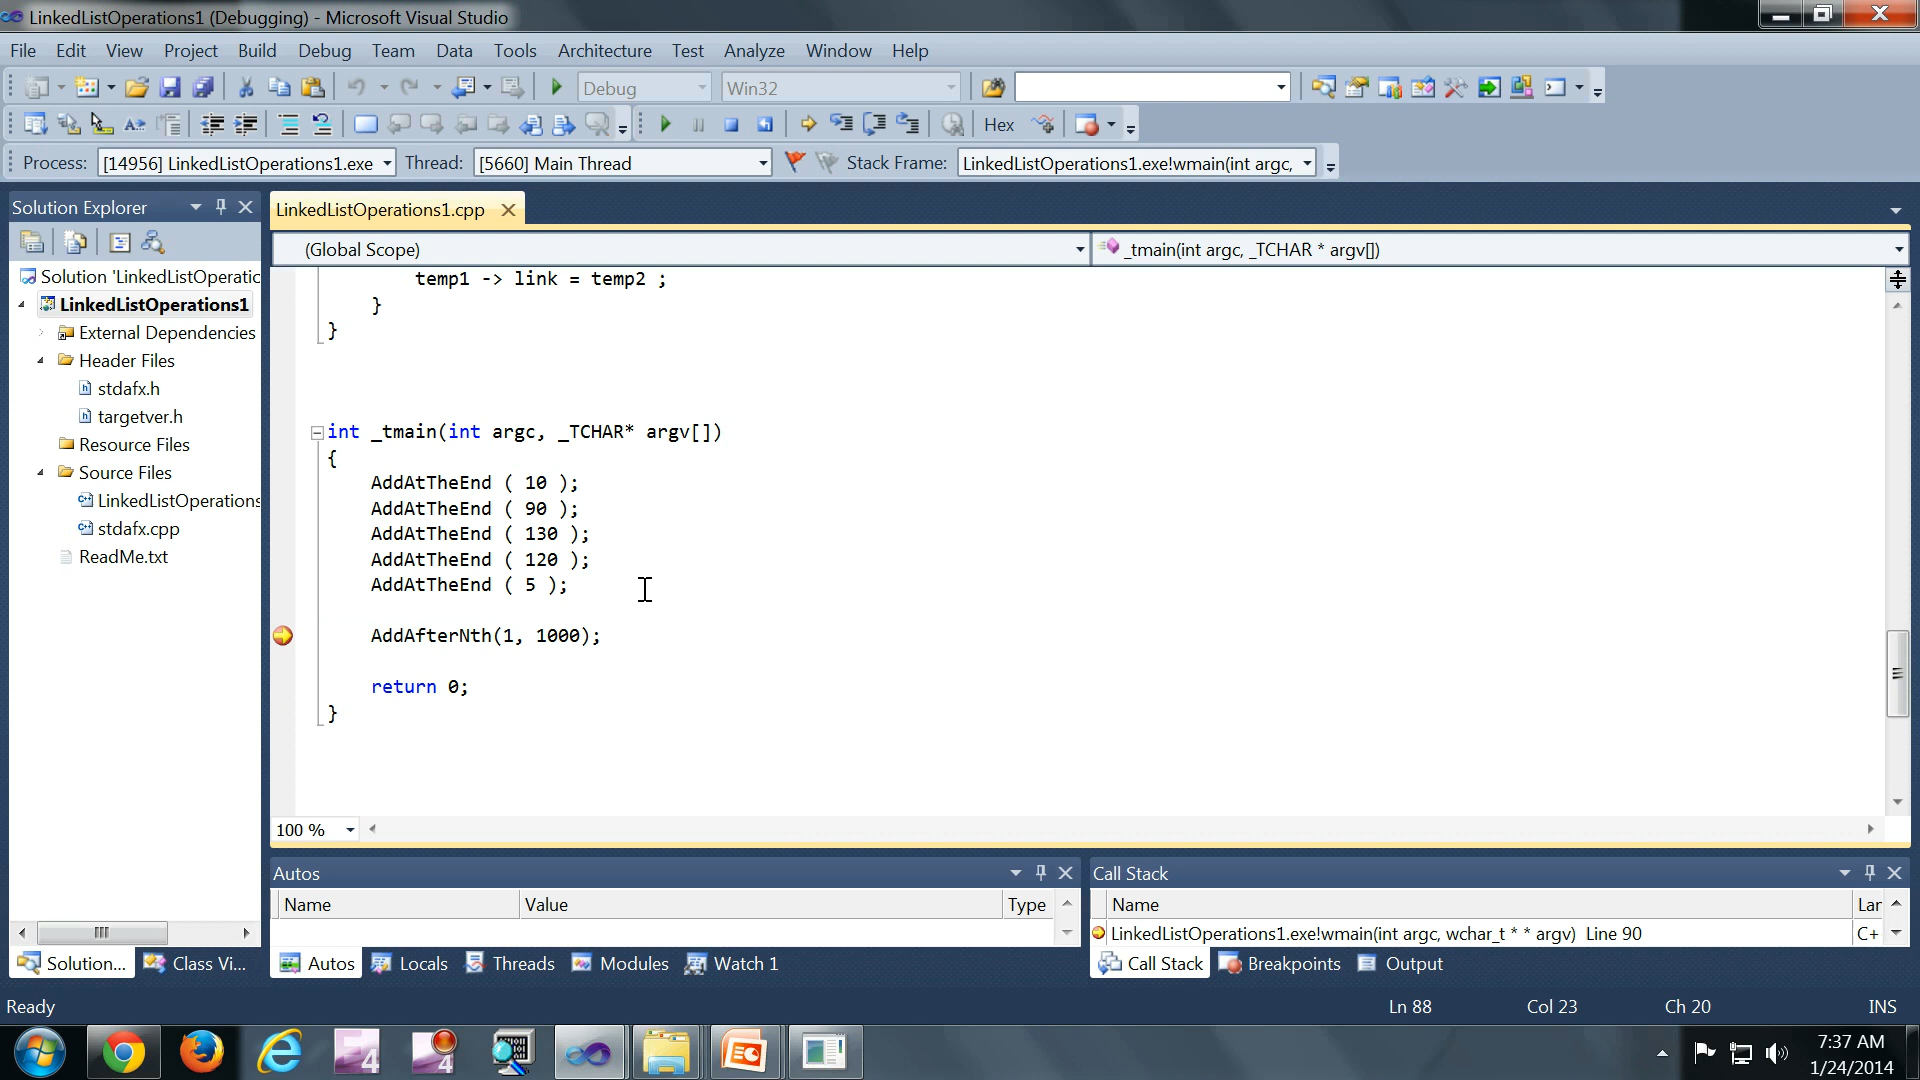 LinkedListOperations1 (Debugging) - Microsoft Visual Studio
File Edit View Project Build Debug Team Data Tools Architecture Test Analyze Window Help
Debug Win32
Hex
Process: [14956] LinkedListOperations1.exe Thread: [5660] Main Thread Stack Frame: LinkedListOperations1.exe!wmain(int argc,
Solution Explorer
LinkedListOperations1.cpp
(Global Scope) _tmain(int argc, _TCHAR * argv[])
Solution 'LinkedListOperatic
LinkedListOperations1
External Dependencies
Header Files
stdafx.h
targetver.h
Resource Files
Source Files
LinkedListOperations
stdafx.cpp
ReadMe.txt
temp1 -> link = temp2 ;
}
}
int _tmain(int argc, _TCHAR* argv[])
{
AddAtTheEnd ( 10 );
AddAtTheEnd ( 90 );
AddAtTheEnd ( 130 );
AddAtTheEnd ( 120 );
AddAtTheEnd ( 5 );
AddAfterNth(1, 1000);
return 0;
}
100 %
Autos
Name Value Type
Call Stack
Name Lar
LinkedListOperations1.exe!wmain(int argc, wchar_t * * argv) Line 90 C+
Solution... Class Vi...
Autos Locals Threads Modules Watch 1
Call Stack Breakpoints Output
Ready Ln 88 Col 23 Ch 20 INS
7:37 AM
1/24/2014